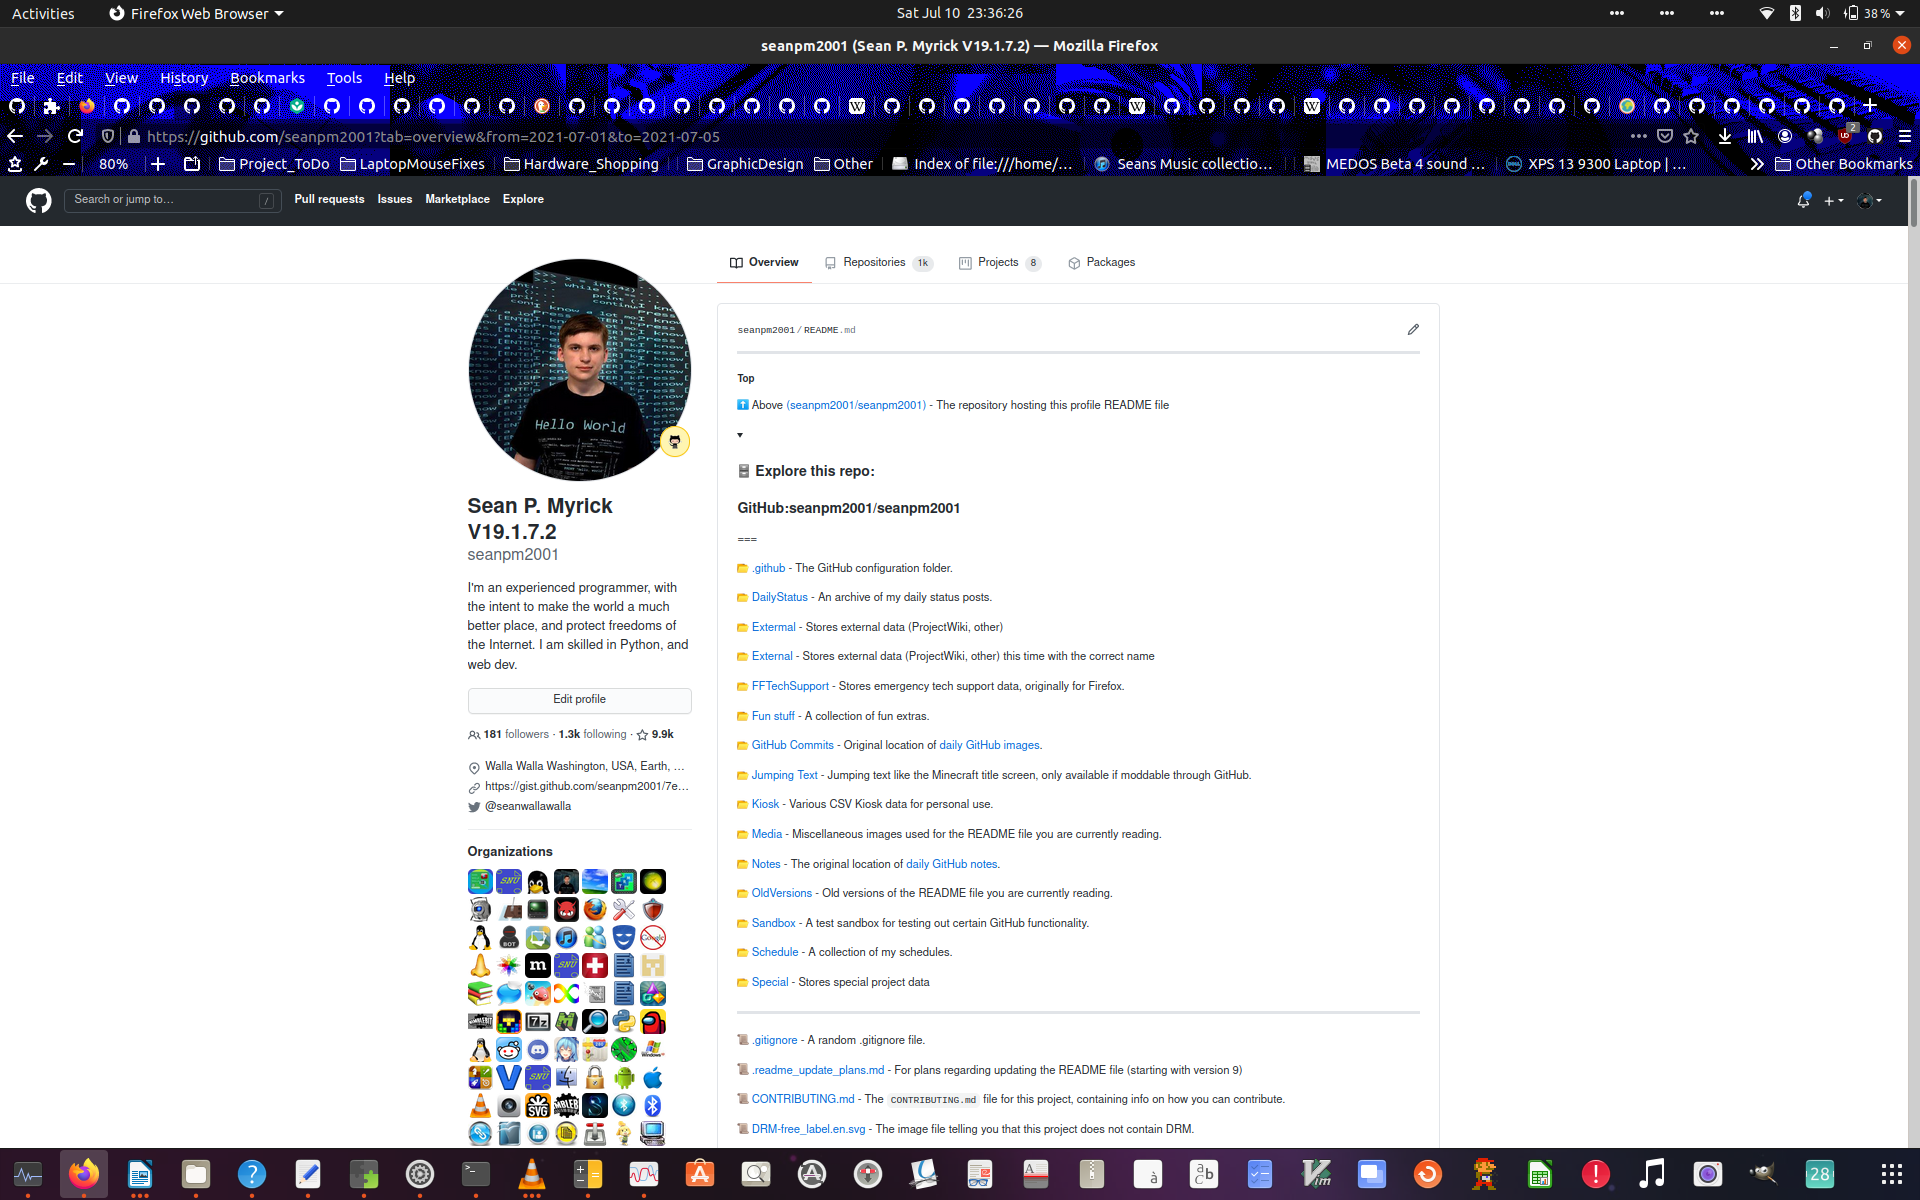 Activities
Firefox Web Browser
Sat Jul 10 23:36:26
38 %
seanpm2001 (Sean P. Myrick V19.1.7.2) — Mozilla Firefox
File Edit View History Bookmarks Tools Help
https://github.com/seanpm2001?tab=overview&from=2021-07-01&to=2021-07-05
2
80%
Project_ToDo
LaptopMouseFixes
Hardware_Shopping
GraphicDesign
Other
Index of file:///home/…
Seans Music collectio…
MEDOS Beta 4 sound …
XPS 13 9300 Laptop | …
Other Bookmarks
Search or jump to… /
Pull requests Issues Marketplace Explore
Overview
Repositories 1k
Projects 8
Packages
Hello World
Sean P. Myrick
V19.1.7.2
seanpm2001
I'm an experienced programmer, with
the intent to make the world a much
better place, and protect freedoms of
the Internet. I am skilled in Python, and
web dev.
Edit profile
181 followers · 1.3k following · 9.9k
Walla Walla Washington, USA, Earth, …
https://gist.github.com/seanpm2001/7e…
@seanwallawalla
Organizations
seanpm2001/README.md
Top
Above (seanpm2001/seanpm2001) - The repository hosting this profile README file
Explore this repo:
GitHub:seanpm2001/seanpm2001
===
.github - The GitHub configuration folder.
DailyStatus - An archive of my daily status posts.
Extermal - Stores external data (ProjectWiki, other)
External - Stores external data (ProjectWiki, other) this time with the correct name
FFTechSupport - Stores emergency tech support data, originally for Firefox.
Fun stuff - A collection of fun extras.
GitHub Commits - Original location of daily GitHub images.
Jumping Text - Jumping text like the Minecraft title screen, only available if moddable through GitHub.
Kiosk - Various CSV Kiosk data for personal use.
Media - Miscellaneous images used for the README file you are currently reading.
Notes - The original location of daily GitHub notes.
OldVersions - Old versions of the README file you are currently reading.
Sandbox - A test sandbox for testing out certain GitHub functionality.
Schedule - A collection of my schedules.
Special - Stores special project data
.gitignore - A random .gitignore file.
.readme_update_plans.md - For plans regarding updating the README file (starting with version 9)
CONTRIBUTING.md - The CONTRIBUTING.md file for this project, containing info on how you can contribute.
DRM-free_label.en.svg - The image file telling you that this project does not contain DRM.
28